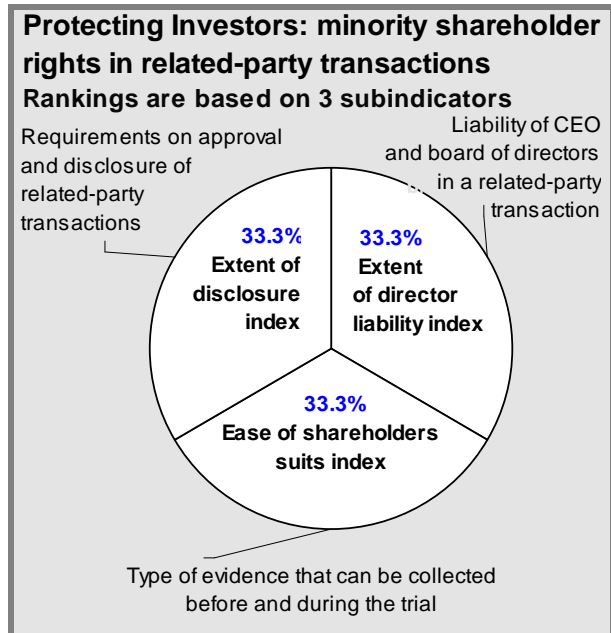 Protecting Investors: minority shareholder
rights in related-party transactions
Rankings are based on 3 subindicators
Requirements on approval
and disclosure of
related-party
transactions
Liability of CEO
and board of directors
in a related-party
transaction
33.3%
Extent of
disclosure
index
33.3%
Extent
of director
liability index
33.3%
Ease of shareholders
suits index
Type of evidence that can be collected
before and during the trial